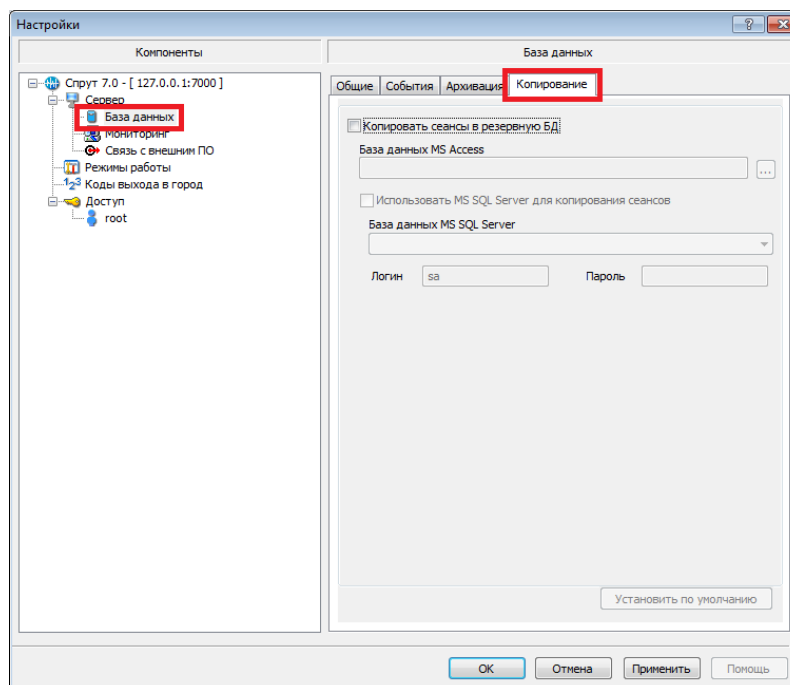 Настройки
Компоненты
База данных
Спрут 7.0 - [ 127.0.0.1:7000 ]
Сервер
База данных
Мониторинг
Связь с внешним ПО
Режимы работы
Коды выхода в город
Доступ
root
Общие События Архивация Копирование
Копировать сеансы в резервную БД
База данных MS Access
...
Использовать MS SQL Server для копирования сеансов
База данных MS SQL Server
Логин sa Пароль
Установить по умолчанию
OK Отмена Применить Помощь